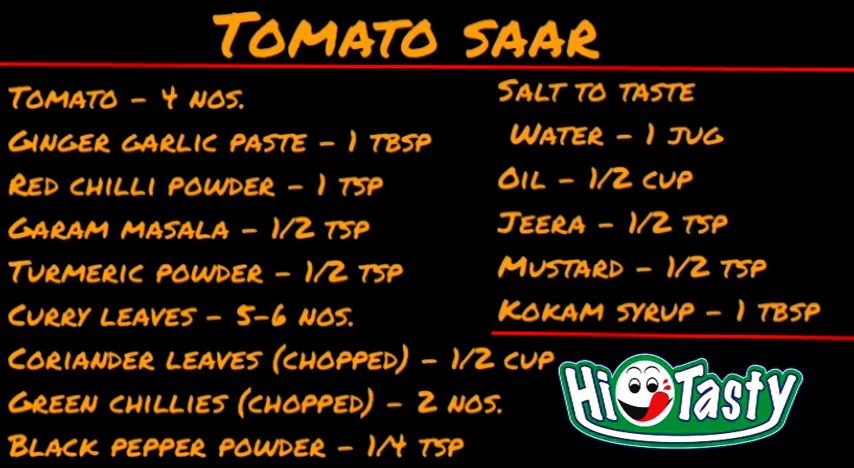 Tomato saar
Tomato - 4 nos.
Ginger garlic paste - 1 tbsp
Red chilli powder - 1 tsp
Garam masala - 1/2 tsp
Turmeric powder - 1/2 tsp
Curry leaves - 5-6 nos.
Coriander leaves (chopped) - 1/2 cup
Green chillies (chopped) - 2 nos.
Black pepper powder - 1/4 tsp
Salt to taste
Water - 1 jug
Oil - 1/2 cup
Jeera - 1/2 tsp
Mustard - 1/2 tsp
Kokam syrup - 1 tbsp
Hi Tasty